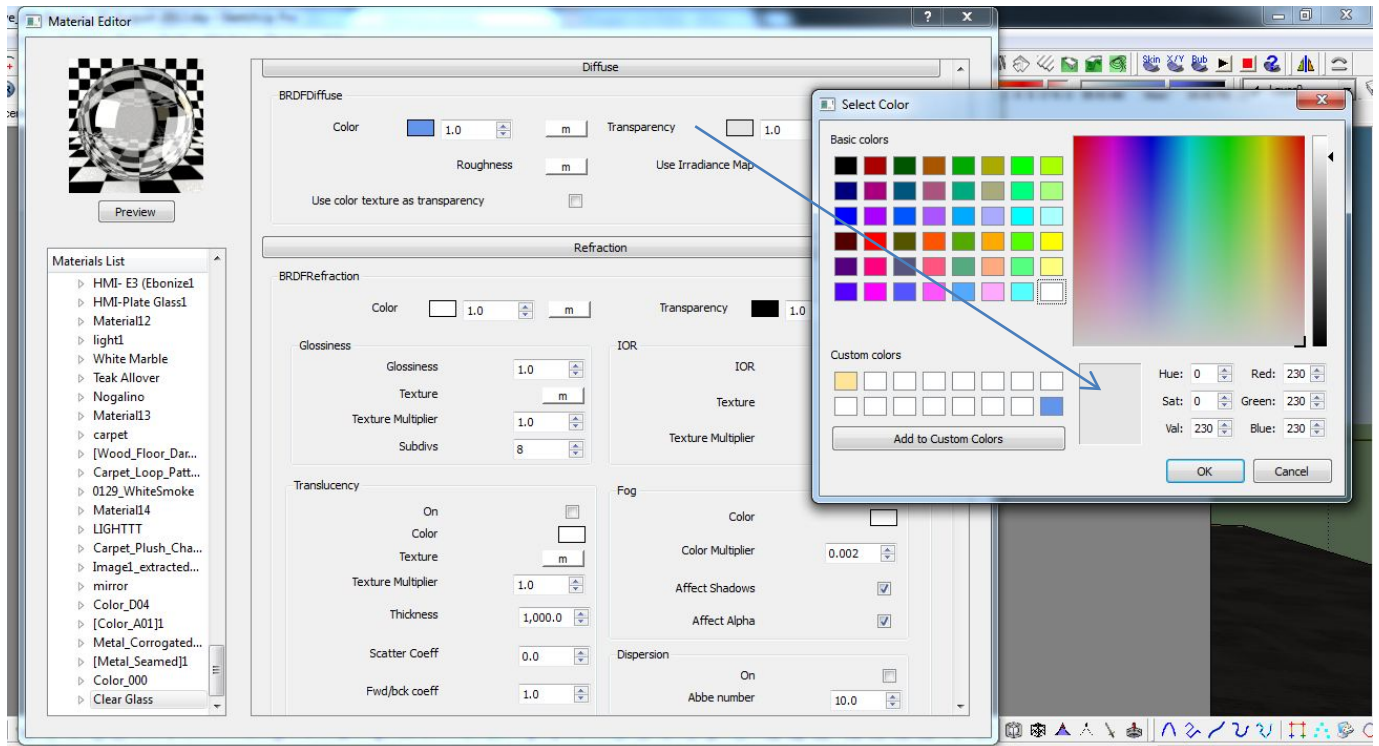 Material Editor
Preview
Materials List
HMI- E3 (Ebonize1
HMI-Plate Glass1
Material12
light1
White Marble
Teak Allover
Nogalino
Material13
carpet
[Wood_Floor_Dar...
Carpet_Loop_Patt...
0129_WhiteSmoke
Material14
LIGHTTT
Carpet_Plush_Cha...
Image1_extracted...
mirror
Color_D04
[Color_A01]1
Metal_Corrogated...
[Metal_Seamed]1
Color_000
Clear Glass
Diffuse
BRDFDiffuse
Color 1.0 m Transparency 1.0
Roughness m Use Irradiance Map
Use color texture as transparency
Refraction
BRDFRefraction
Color 1.0 m Transparency 1.0
Glossiness
Glossiness 1.0
Texture m
Texture Multiplier 1.0
Subdivs 8
IOR
IOR
Texture
Texture Multiplier
Translucency
On
Color
Texture m
Texture Multiplier 1.0
Thickness 1,000.0
Scatter Coeff 0.0
Fwd/bck coeff 1.0
Fog
Color
Color Multiplier 0.002
Affect Shadows
Affect Alpha
Dispersion
On
Abbe number 10.0
Skin X/Y Bub
Select Color
Basic colors
Custom colors
Add to Custom Colors
Hue: 0 Red: 230
Sat: 0 Green: 230
Val: 230 Blue: 230
OK Cancel